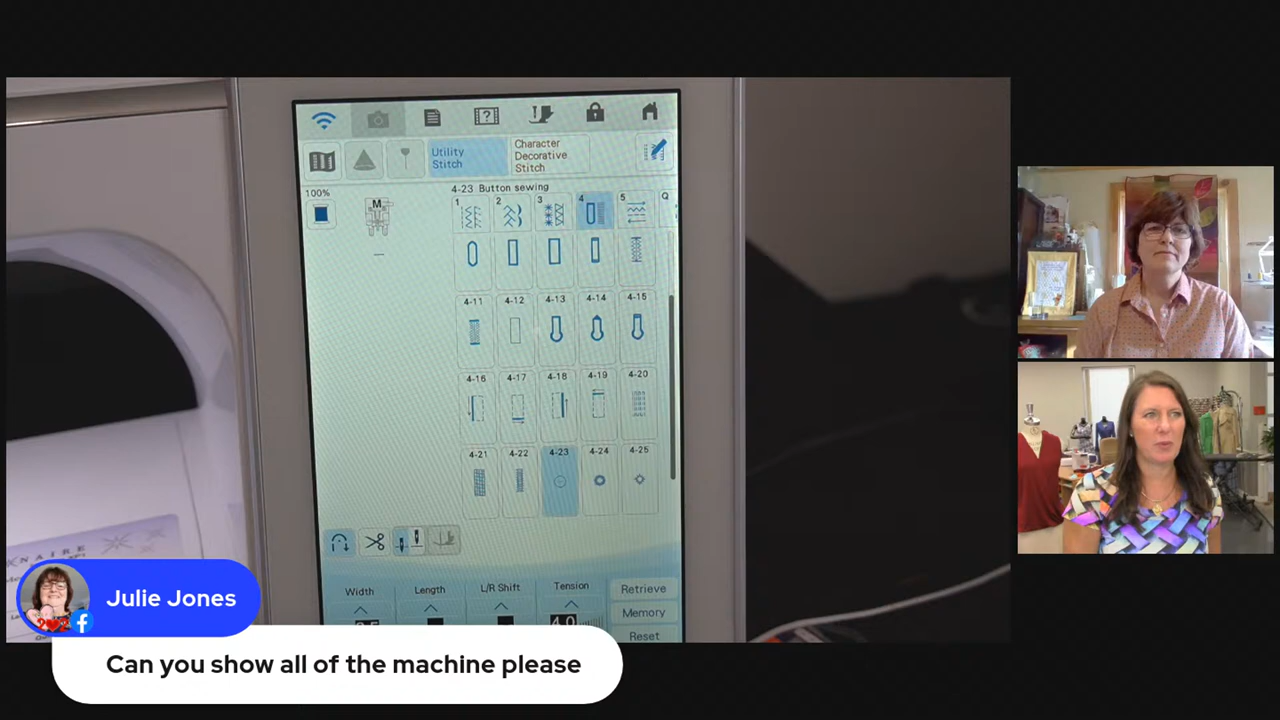 Utility
Stitch
Character
Decorative
Stitch
100%
M
4-23 Button sewing
1 2 3 4 5 Q
4-11 4-12 4-13 4-14 4-15
4-16 4-17 4-18 4-19 4-20
4-21 4-22 4-23 4-24 4-25
Width Length L/R Shift Tension Retrieve
4.0 Memory
Reset
NAIRE
Julie Jones
Can you show all of the machine please